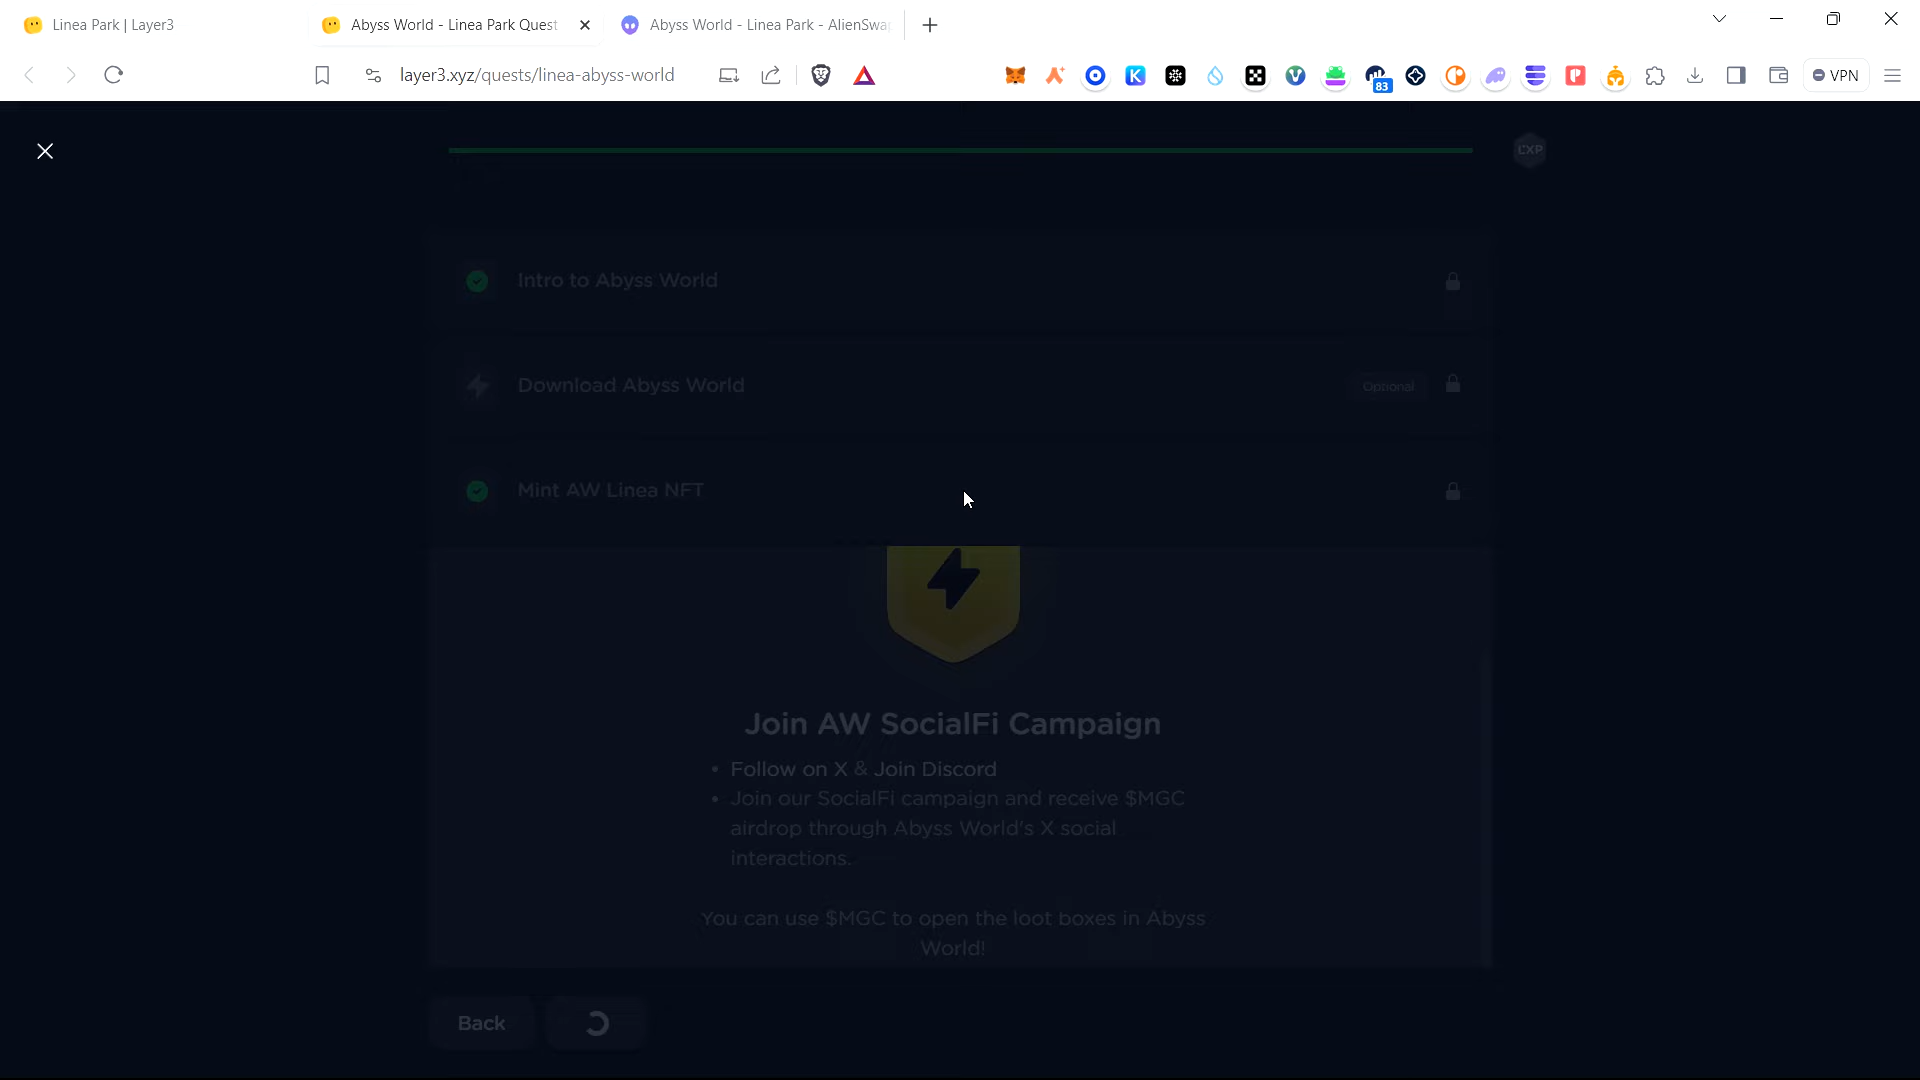 Linea Park | Layer3
Abyss World - Linea Park Quest
Abyss World - Linea Park - AlienSwa
layer3.xyz/quests/linea-abyss-world
83
VPN
LXP
Intro to Abyss World
Download Abyss World
Optional
Mint AW Linea NFT
Join AW SocialFi Campaign
• Follow on X & Join Discord
• Join our SocialFi campaign and receive $MGC
airdrop through Abyss World's X social
interactions.
You can use $MGC to open the loot boxes in Abyss
World!
Back